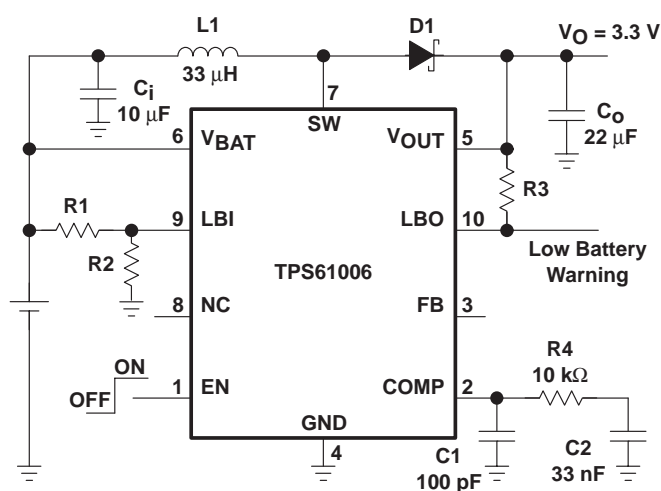 L1
33 μH
D1
VO = 3.3 V
Ci
10 μF
7
SW
Co
22 μF
6
VBAT
VOUT
5
R3
R1
9
LBI
LBO
10
R2
TPS61006
Low Battery
Warning
8
NC
FB
3
ON
OFF
1
EN
COMP
2
R4
10 kΩ
GND
4
C1
100 pF
C2
33 nF